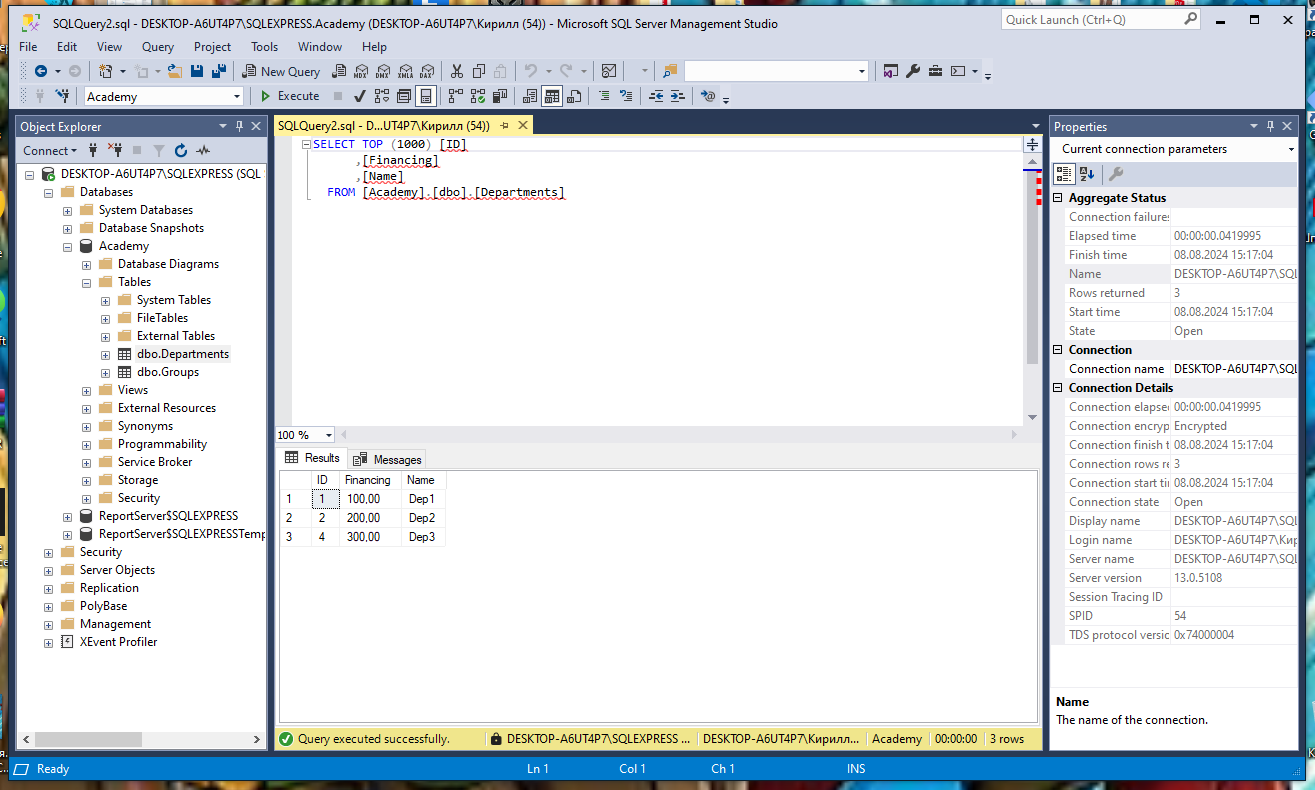 SQLQuery2.sql - DESKTOP-A6UT4P7\SQLEXPRESS.Academy (DESKTOP-A6UT4P7\Кирилл (54)) - Microsoft SQL Server Management Studio
Quick Launch (Ctrl+Q)
File Edit View Query Project Tools Window Help
New Query
MDX DMX XMLA DAX
Academy
Execute
Object Explorer
Connect
DESKTOP-A6UT4P7\SQLEXPRESS (SQL
Databases
System Databases
Database Snapshots
Academy
Database Diagrams
Tables
System Tables
FileTables
External Tables
dbo.Departments
dbo.Groups
Views
External Resources
Synonyms
Programmability
Service Broker
Storage
Security
ReportServer$SQLEXPRESS
ReportServer$SQLEXPRESSTemp
Security
Server Objects
Replication
PolyBase
Management
XEvent Profiler
SQLQuery2.sql - D...UT4P7\Кирилл (54))
SELECT TOP (1000) [ID]
,[Financing]
,[Name]
FROM [Academy].[dbo].[Departments]
100 %
Results Messages
ID Financing Name
1 1 100,00 Dep1
2 2 200,00 Dep2
3 4 300,00 Dep3
Query executed successfully. DESKTOP-A6UT4P7\SQLEXPRESS ... DESKTOP-A6UT4P7\Кирилл... Academy 00:00:00 3 rows
Properties
Current connection parameters
Aggregate Status
Connection failures
Elapsed time 00:00:00.0419995
Finish time 08.08.2024 15:17:04
Name DESKTOP-A6UT4P7\SQL
Rows returned 3
Start time 08.08.2024 15:17:04
State Open
Connection
Connection name DESKTOP-A6UT4P7\SQL
Connection Details
Connection elapse 00:00:00.0419995
Connection encryp Encrypted
Connection finish t 08.08.2024 15:17:04
Connection rows re 3
Connection start ti 08.08.2024 15:17:04
Connection state Open
Display name DESKTOP-A6UT4P7\SQL
Login name DESKTOP-A6UT4P7\Кир
Server name DESKTOP-A6UT4P7\SQL
Server version 13.0.5108
Session Tracing ID
SPID 54
TDS protocol versic 0x74000004
Name
The name of the connection.
Ready Ln 1 Col 1 Ch 1 INS